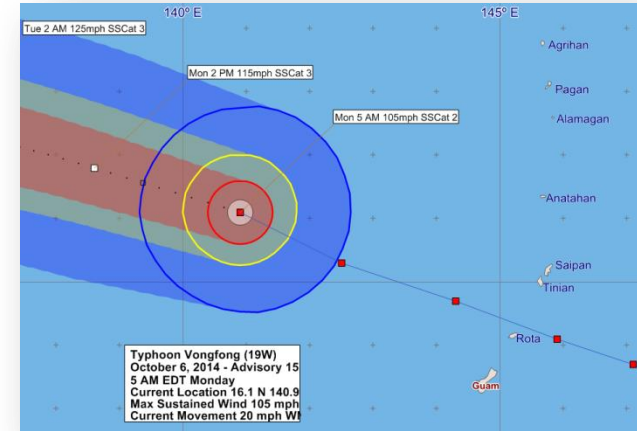 140° E
145° E
Tue 2 AM 125mph SSCat 3
Agrihan
Mon 2 PM 115mph SSCat 3
Pagan
Mon 5 AM 105mph SSCat 2
Alamagan
Anatahan
Saipan
Tinian
Rota
Guam
Typhoon Vongfong (19W)
October 6, 2014 - Advisory 15
5 AM EDT Monday
Current Location 16.1 N 140.9
Max Sustained Wind 105 mph
Current Movement 20 mph